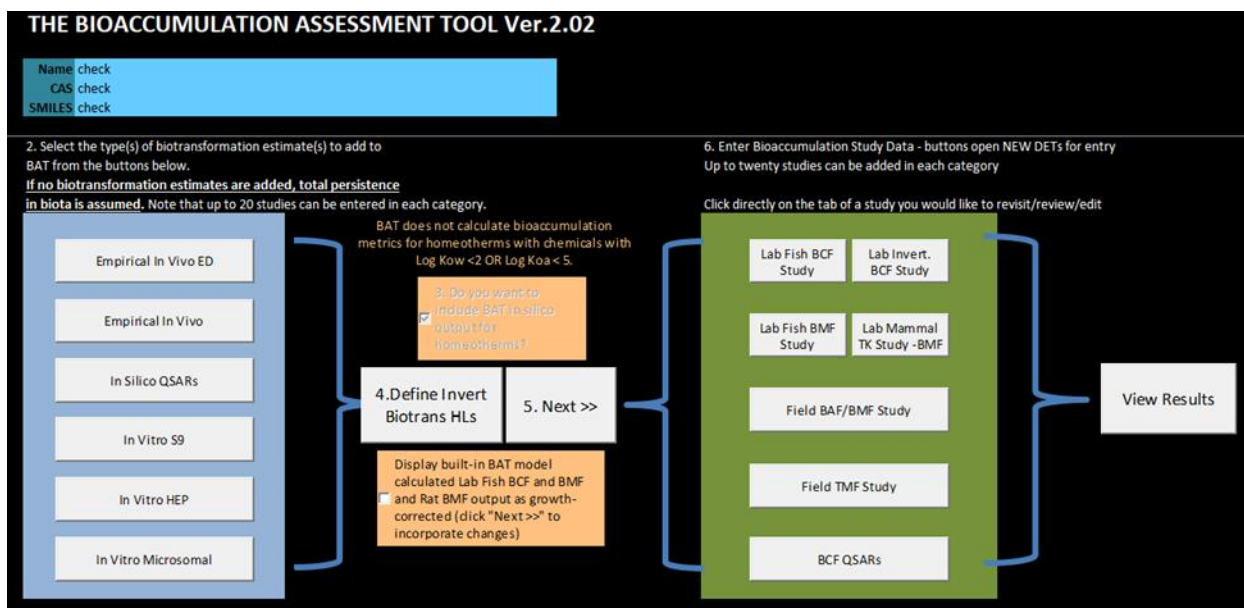 THE BIOACCUMULATION ASSESSMENT TOOL Ver.2.02
Name check
CAS check
SMILES check
2. Select the type(s) of biotransformation estimate(s) to add to
BAT from the buttons below.
If no biotransformation estimates are added, total persistence
in biota is assumed. Note that up to 20 studies can be entered in each category.
Empirical In Vivo ED
Empirical In Vivo
In Silico QSARs
In Vitro S9
In Vitro HEP
In Vitro Microsomal
BAT does not calculate bioaccumulation
metrics for homeotherms with chemicals with
Log Kow <2 OR Log Koa < 5.
3. Do you want to
include BAT in silico
output for
homeotherms?
4.Define Invert
Biotrans HLs
5. Next >>
Display built-in BAT model
calculated Lab Fish BCF and BMF
and Rat BMF output as growth-
corrected (click "Next >>" to
incorporate changes)
6. Enter Bioaccumulation Study Data - buttons open NEW DETs for entry
Up to twenty studies can be added in each category
Click directly on the tab of a study you would like to revisit/review/edit
Lab Fish BCF
Study
Lab Invert.
BCF Study
Lab Fish BMF
Study
Lab Mammal
TK Study -BMF
Field BAF/BMF Study
Field TMF Study
BCF QSARs
View Results